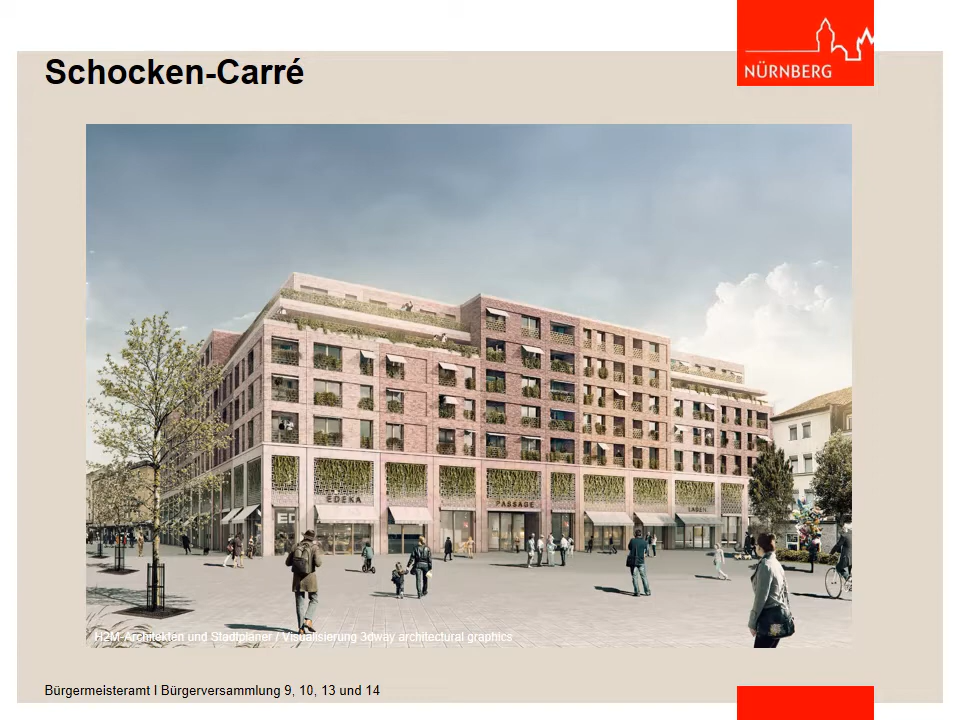 Schocken-Carré
NÜRNBERG
EDEKA
PASSAGE
LADEN
ED
H2M-Architekten und Stadtplaner / Visualisierung 3dway architectural graphics
Bürgermeisteramt I Bürgerversammlung 9, 10, 13 und 14